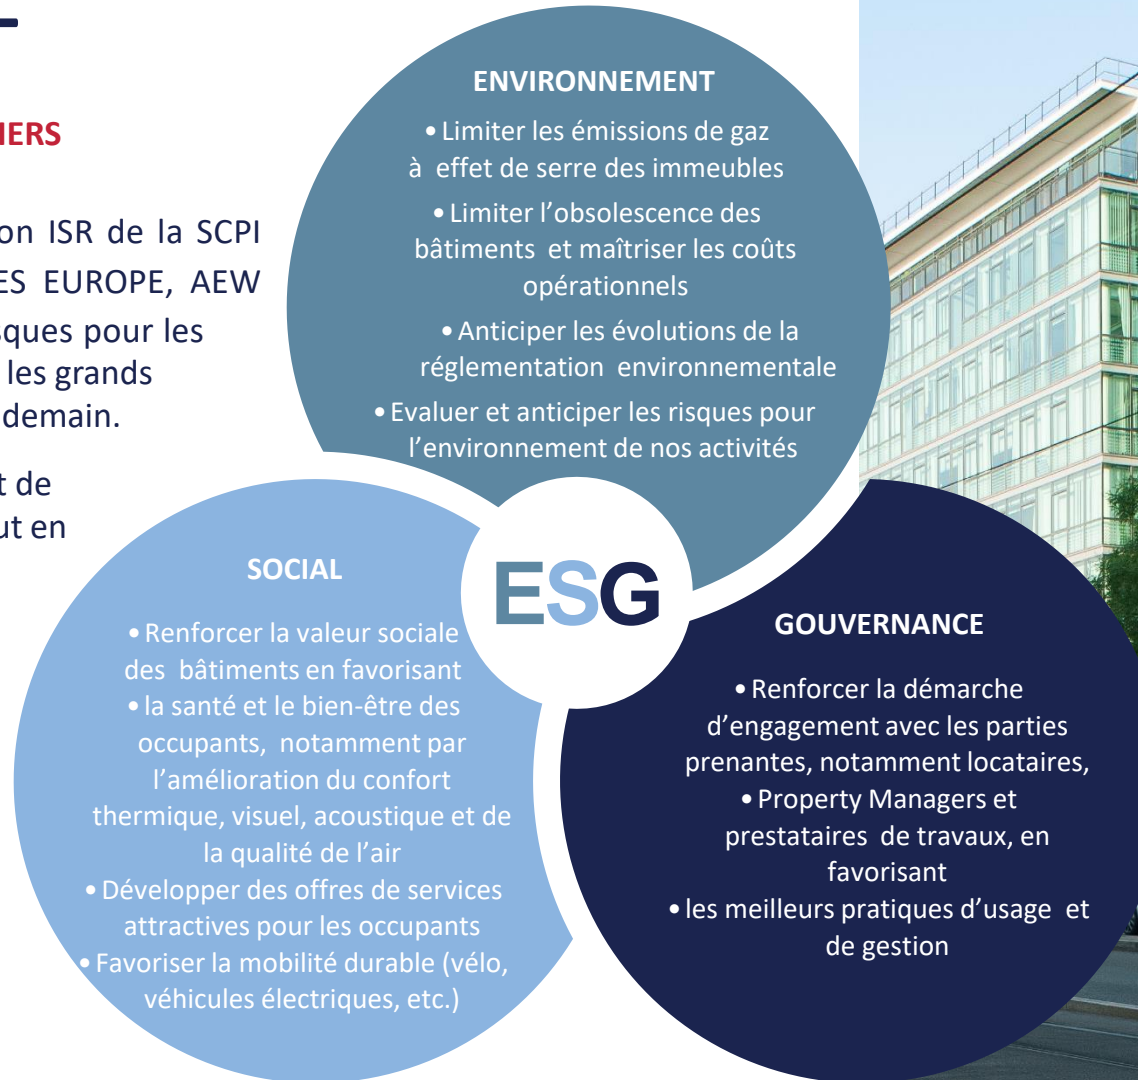 IERS
on ISR de la SCPI
ES EUROPE, AEW
sques pour les
les grands
demain.
t de
ut en
ENVIRONNEMENT
• Limiter les émissions de gaz
à effet de serre des immeubles
• Limiter l’obsolescence des
bâtiments et maîtriser les coûts
opérationnels
• Anticiper les évolutions de la
réglementation environnementale
• Evaluer et anticiper les risques pour
l’environnement de nos activités
ESG
SOCIAL
• Renforcer la valeur sociale
des bâtiments en favorisant
• la santé et le bien-être des
occupants, notamment par
l’amélioration du confort
thermique, visuel, acoustique et de
la qualité de l’air
• Développer des offres de services
attractives pour les occupants
• Favoriser la mobilité durable (vélo,
véhicules électriques, etc.)
GOUVERNANCE
• Renforcer la démarche
d’engagement avec les parties
prenantes, notamment locataires,
• Property Managers et
prestataires de travaux, en
favorisant
• les meilleurs pratiques d’usage et
de gestion